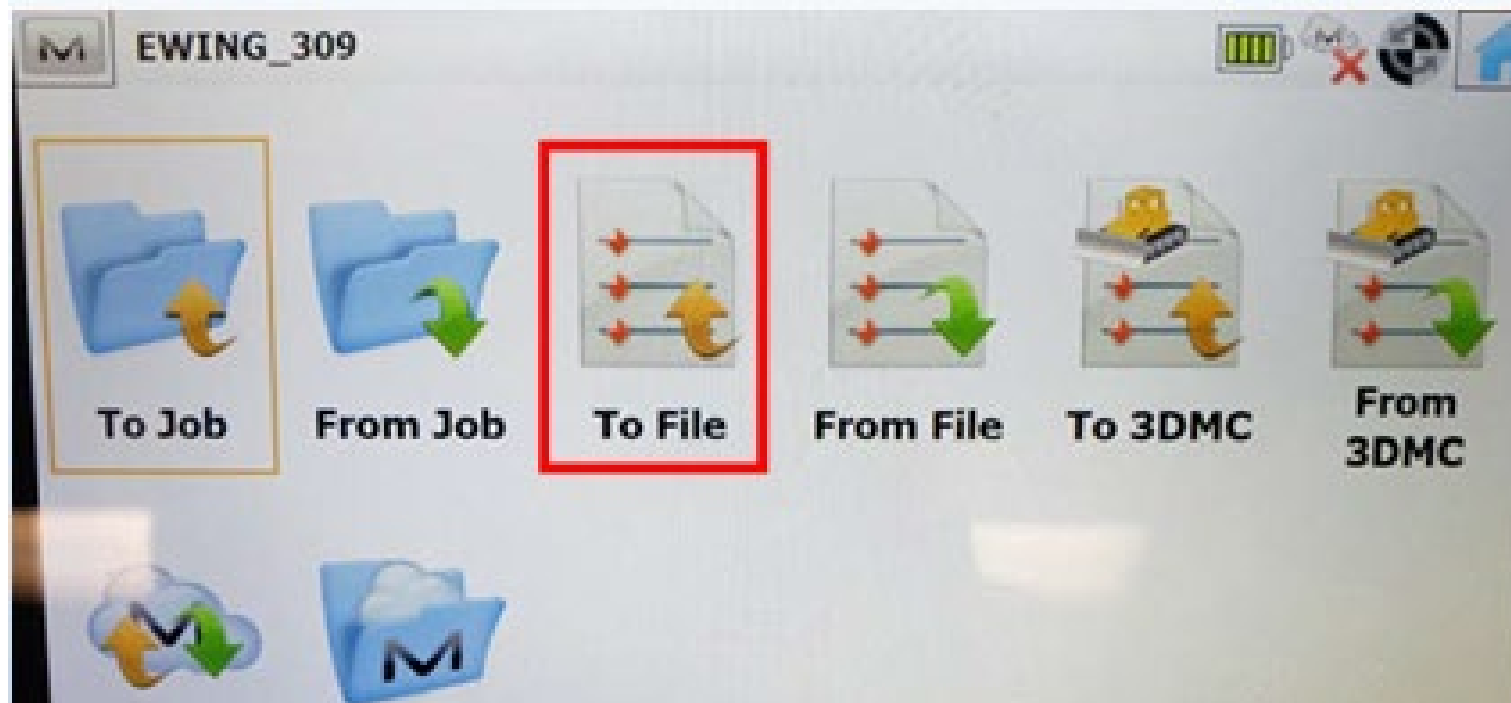 EWING_309
To Job
From Job
To File
From File
To 3DMC
From
3DMC